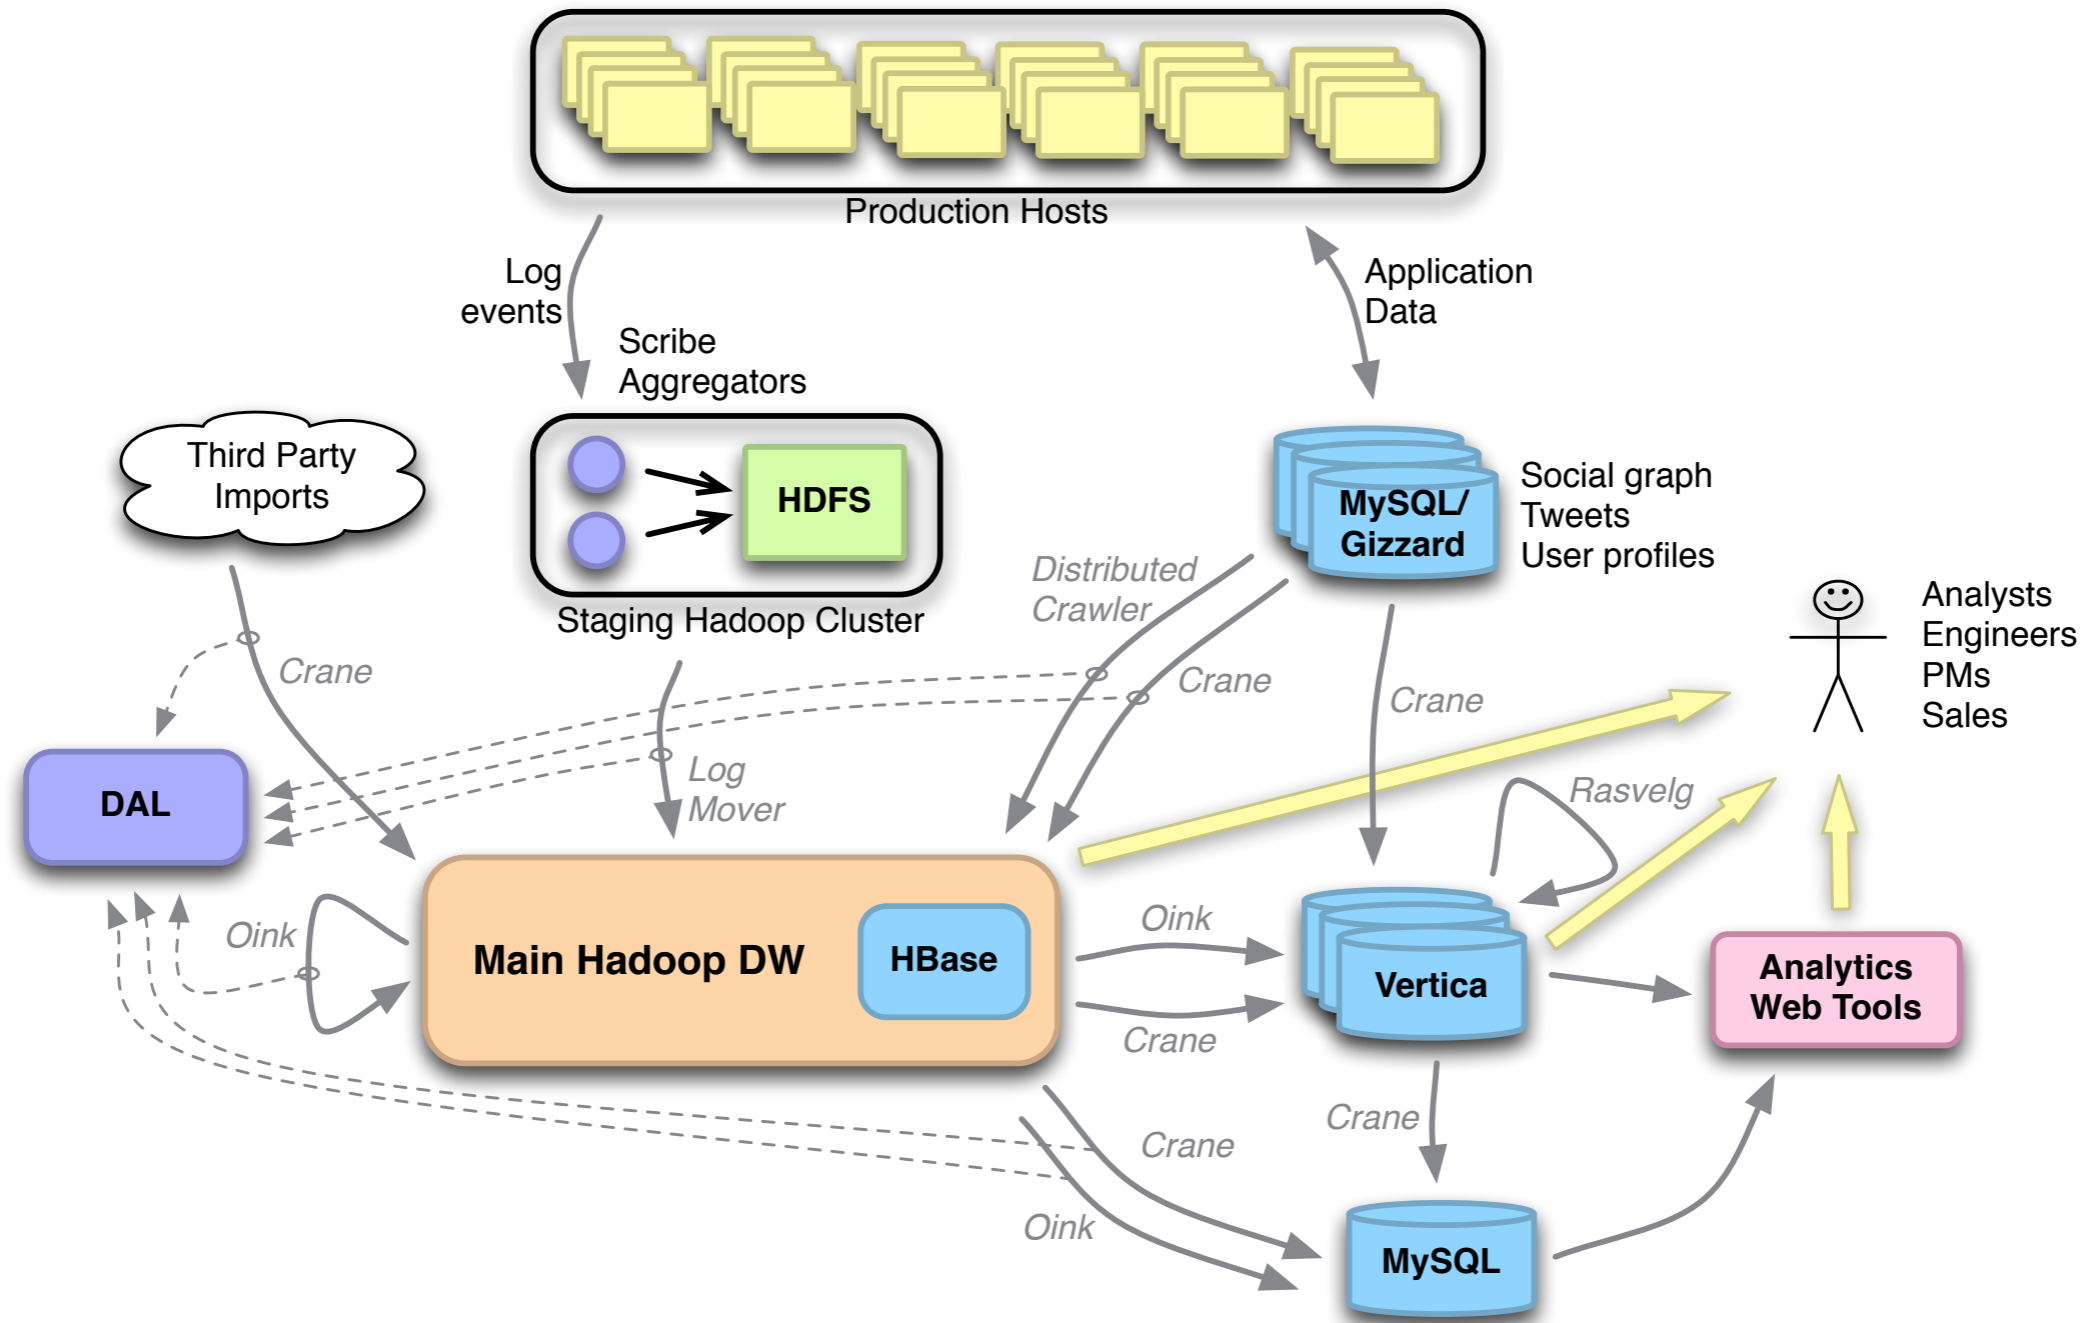 Production Hosts
Log
events
Application
Data
Scribe
Aggregators
Third Party
Imports
HDFS
MySQL/
Gizzard
Social graph
Tweets
User profiles
Distributed
Crawler
Staging Hadoop Cluster
Analysts
Engineers
PMs
Sales
Crane
Crane
Crane
Log
Mover
Rasvelg
DAL
Oink
Main Hadoop DW
HBase
Oink
Crane
Vertica
Analytics
Web Tools
Crane
Crane
Oink
MySQL